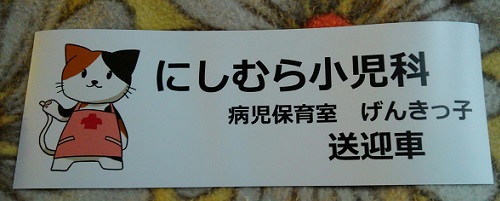 にしむら小児科
病児保育室　げんきっ子
送迎車